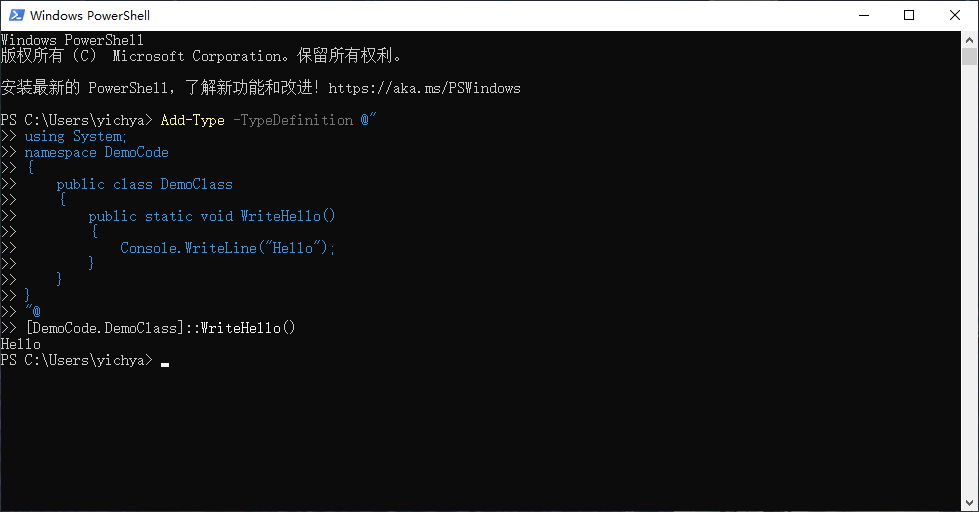 Windows PowerShell
Windows PowerShell
版权所有 (C)  Microsoft Corporation。保留所有权利。
安装最新的 PowerShell，了解新功能和改进！https://aka.ms/PSWindows
PS C:\Users\yichya> Add-Type -TypeDefinition @"
>> using System;
>> namespace DemoCode
>> {
>>     public class DemoClass
>>     {
>>         public static void WriteHello()
>>         {
>>             Console.WriteLine("Hello");
>>         }
>>     }
>> }
>> "@
>> [DemoCode.DemoClass]::WriteHello()
Hello
PS C:\Users\yichya>